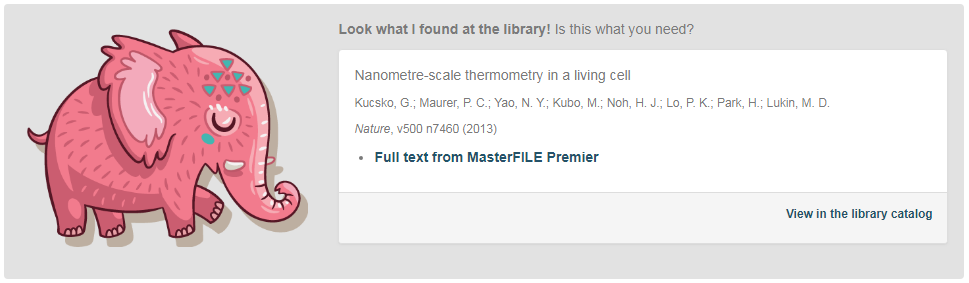 Look what I found at the library! Is this what you need?
Nanometre-scale thermometry in a living cell
Kucsko, G.; Maurer, P. C.; Yao, N. Y.; Kubo, M.; Noh, H. J.; Lo, P. K.; Park, H.; Lukin, M. D.
Nature, v500 n7460 (2013)
• Full text from MasterFILE Premier
View in the library catalog